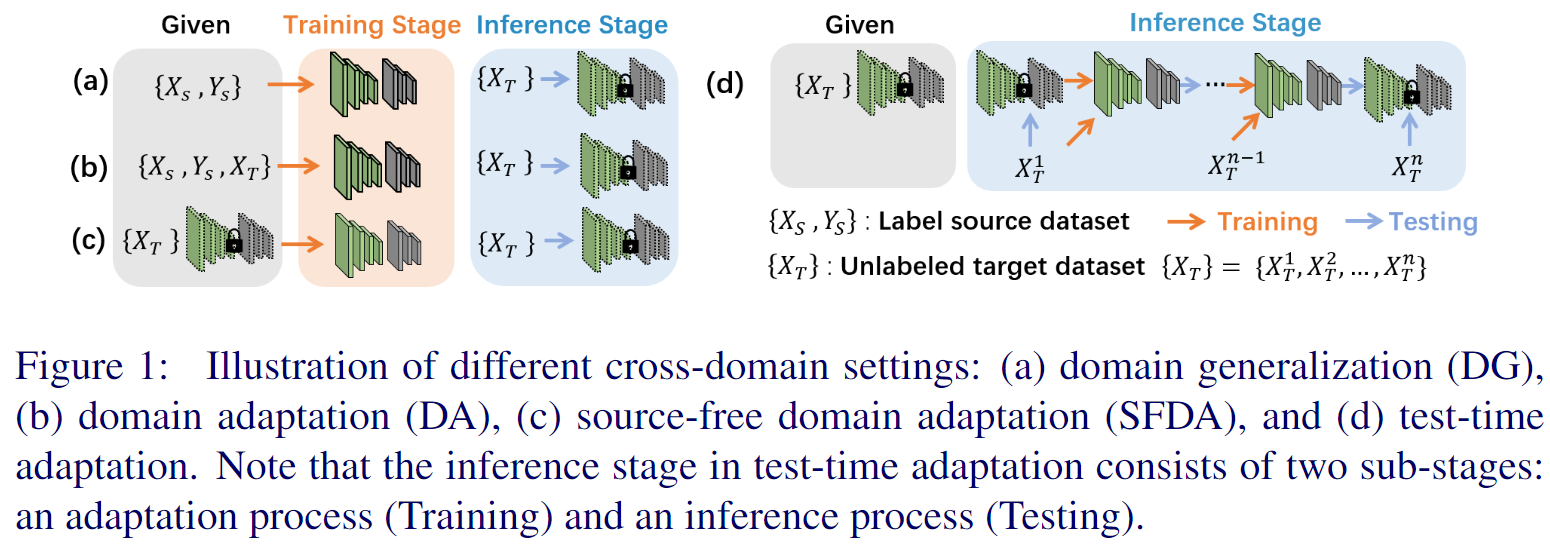 Given Training Stage Inference Stage
(a) {X_s , Y_s} {X_T }
(b) {X_s , Y_s , X_T} {X_T }
(c) {X_T } {X_T }
Given Inference Stage
(d) {X_T } ...
X_T^1 X_T^{n−1} X_T^n
{X_S , Y_S} : Label source dataset Training Testing
{X_T} : Unlabeled target dataset {X_T} = {X_T^1, X_T^2, ..., X_T^n}
Figure 1: Illustration of different cross-domain settings: (a) domain generalization (DG),
(b) domain adaptation (DA), (c) source-free domain adaptation (SFDA), and (d) test-time
adaptation. Note that the inference stage in test-time adaptation consists of two sub-stages:
an adaptation process (Training) and an inference process (Testing).